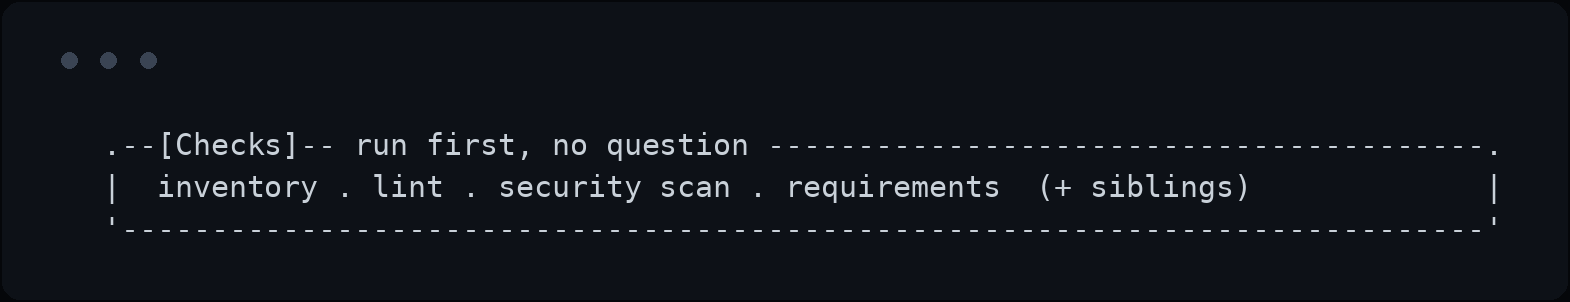 .--[Checks]-- run first, no question ----------------------------------------.
|  inventory . lint . security scan . requirements  (+ siblings)             |
'----------------------------------------------------------------------------'